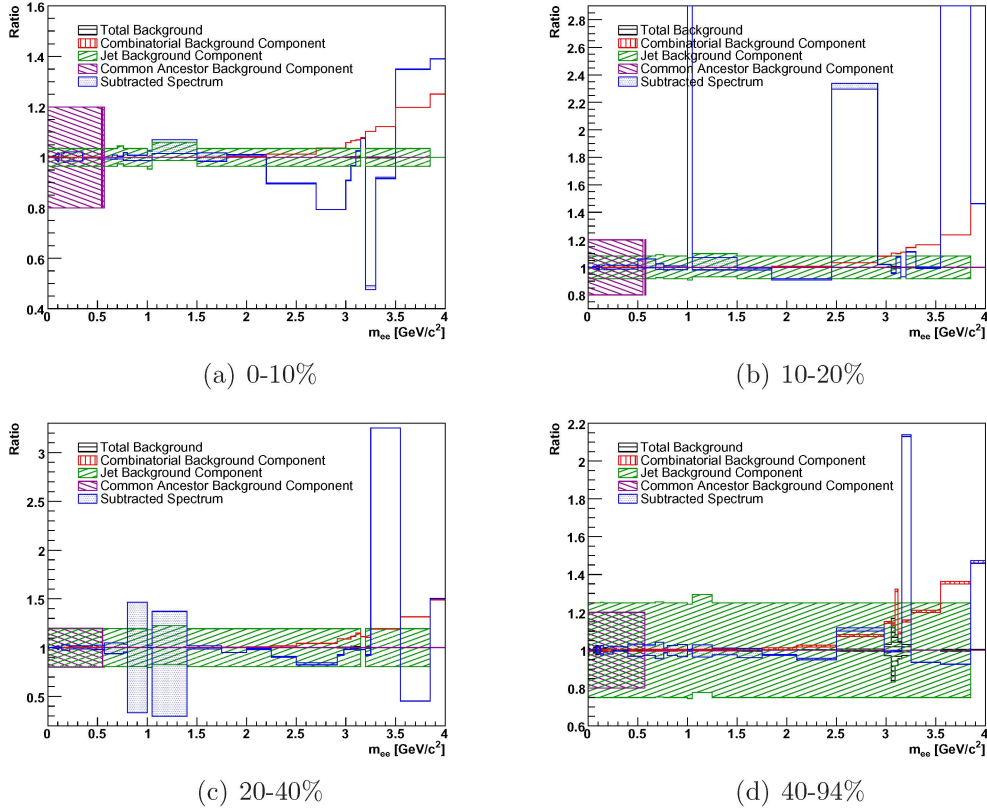 Ratio
1.6
1.4
1.2
1
0.8
0.6
0.4
Total Background
Combinatorial Background Component
Jet Background Component
Common Ancestor Background Component
Subtracted Spectrum
0 0.5 1 1.5 2 2.5 3 3.5 4
m_ee [GeV/c²]
(a) 0-10%
Ratio
2.8
2.6
2.4
2.2
2
1.8
1.6
1.4
1.2
1
0.8
Total Background
Combinatorial Background Component
Jet Background Component
Common Ancestor Background Component
Subtracted Spectrum
0 0.5 1 1.5 2 2.5 3 3.5 4
m_ee [GeV/c²]
(b) 10-20%
Ratio
3
2.5
2
1.5
1
0.5
Total Background
Combinatorial Background Component
Jet Background Component
Common Ancestor Background Component
Subtracted Spectrum
0 0.5 1 1.5 2 2.5 3 3.5 4
m_ee [GeV/c²]
(c) 20-40%
Ratio
2.2
2
1.8
1.6
1.4
1.2
1
0.8
0.6
Total Background
Combinatorial Background Component
Jet Background Component
Common Ancestor Background Component
Subtracted Spectrum
0 0.5 1 1.5 2 2.5 3 3.5 4
m_ee [GeV/c²]
(d) 40-94%